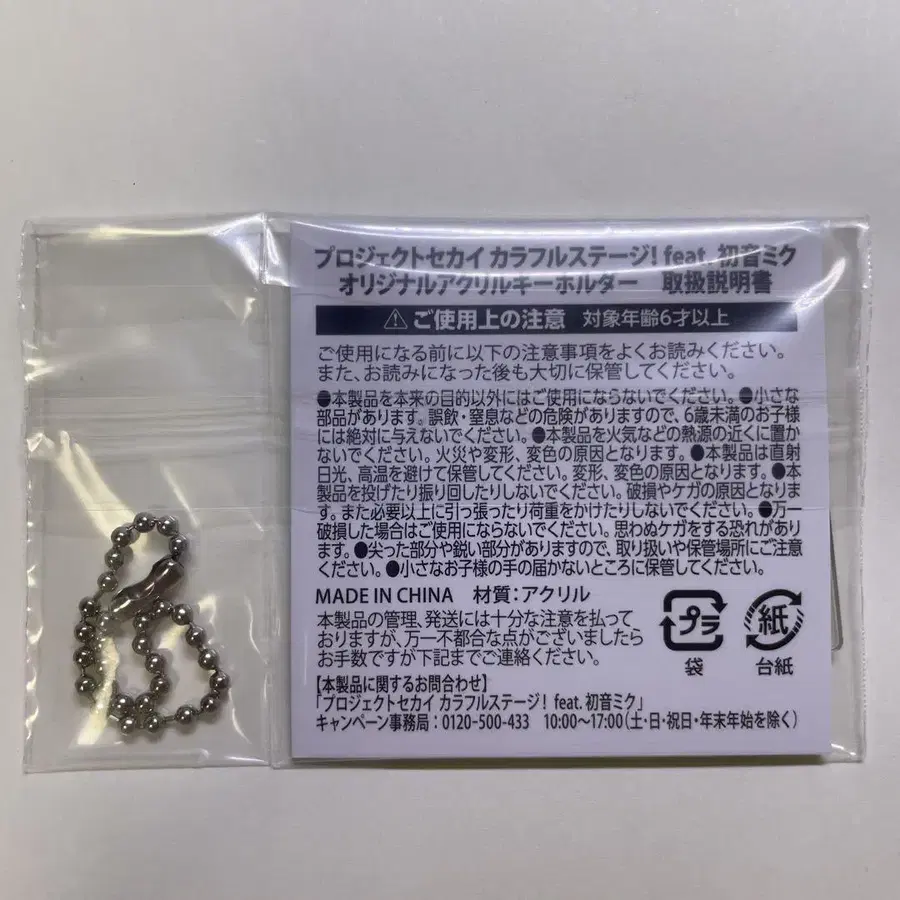 プロジェクトセカイ カラフルステージ! feat. 初音ミク
オリジナルアクリルキーホルダー 取扱説明書
⚠ご使用上の注意 対象年齢6才以上
ご使用になる前に以下の注意事項をよくお読みください。
また、お読みになった後も大切に保管してください。
●本製品を本来の目的以外にはご使用にならないでください。●小さな
部品があります。誤飲・窒息などの危険がありますので、6歳未満のお子様
には絶対に与えないでください。●本製品を火気などの熱源の近くに置か
ないでください。火災や変形、変色の原因となります。●本製品は直射
日光、高温を避けて保管してください。変形、変色の原因となります。●本
製品を投げたり振り回したりしないでください。破損やケガの原因となりま
す。また必要以上に引っ張ったり荷重をかけたりしないでください。●万一
破損した場合はご使用にならないでください。思わぬケガをする恐れがあり
ます。●尖った部分や鋭い部分がありますので、取り扱いや保管場所にご注意
ください。●小さなお子様の手の届かないところに保管してください。
MADE IN CHINA 材質：アクリル
本製品の管理、発送には十分な注意を払って
おりますが、万一不都合な点がございましたら
お手数ですが下記までご連絡ください。
プラ
袋
紙
台紙
【本製品に関するお問合わせ】
「プロジェクトセカイ カラフルステージ! feat. 初音ミク」
キャンペーン事務局：0120-500-433 10:00〜17:00(土・日・祝日・年末年始を除く)